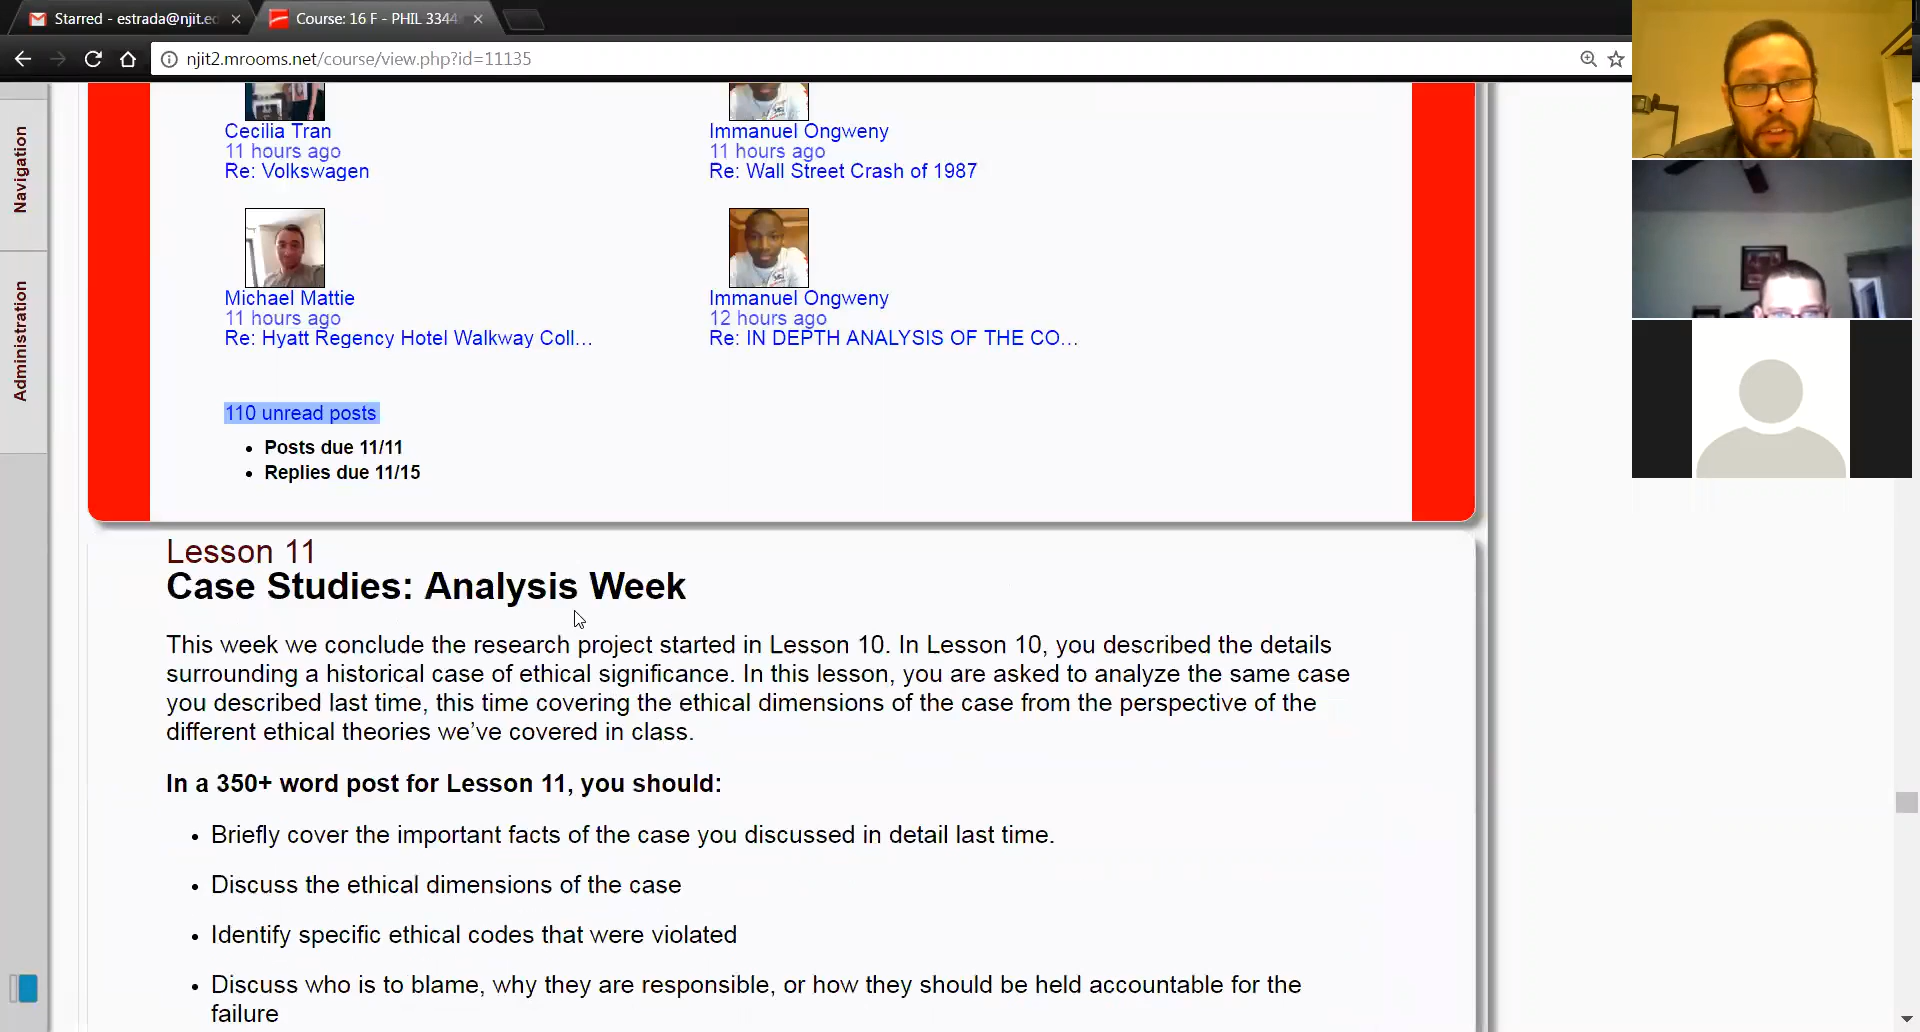 Starred - estrada@njit.ed
Course: 16 F - PHIL 3344
njit2.mrooms.net/course/view.php?id=11135
Navigation
Administration
Cecilia Tran
11 hours ago
Re: Volkswagen
Immanuel Ongweny
11 hours ago
Re: Wall Street Crash of 1987
Michael Mattie
11 hours ago
Re: Hyatt Regency Hotel Walkway Coll...
Immanuel Ongweny
12 hours ago
Re: IN DEPTH ANALYSIS OF THE CO...
110 unread posts
• Posts due 11/11
• Replies due 11/15
Lesson 11
Case Studies: Analysis Week
This week we conclude the research project started in Lesson 10. In Lesson 10, you described the details
surrounding a historical case of ethical significance. In this lesson, you are asked to analyze the same case
you described last time, this time covering the ethical dimensions of the case from the perspective of the
different ethical theories we’ve covered in class.
In a 350+ word post for Lesson 11, you should:
• Briefly cover the important facts of the case you discussed in detail last time.
• Discuss the ethical dimensions of the case
• Identify specific ethical codes that were violated
• Discuss who is to blame, why they are responsible, or how they should be held accountable for the
failure